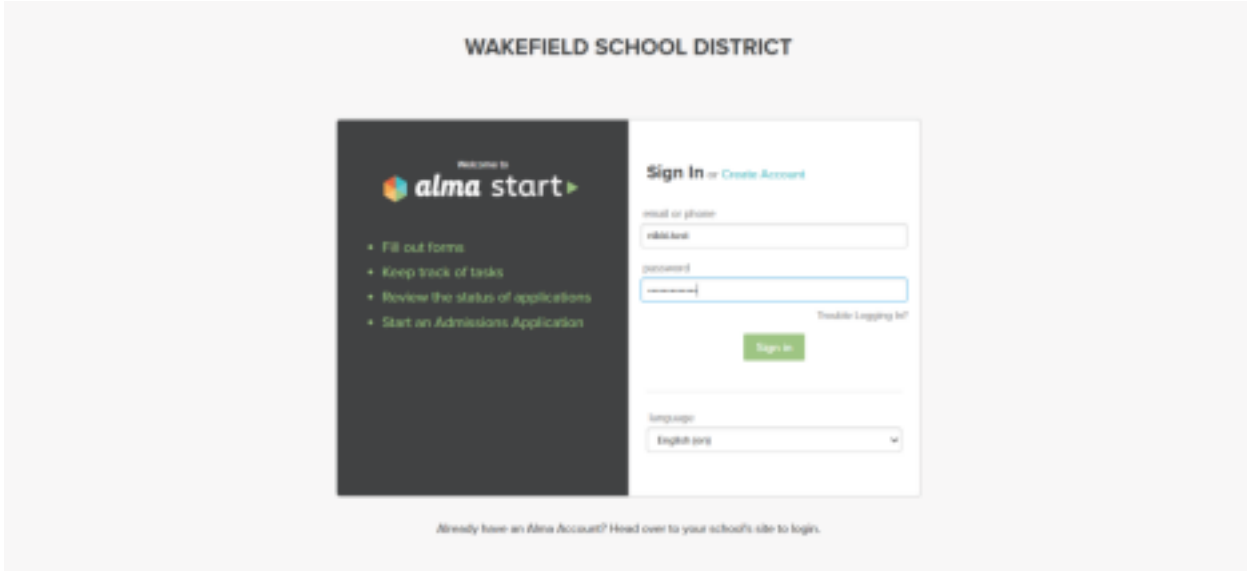 WAKEFIELD SCHOOL DISTRICT
Welcome to
alma start
• Fill out forms
• Keep track of tasks
• Review the status of applications
• Start an Admissions Application
Sign In or Create Account
email or phone
password
Trouble Logging In?
Sign in
language
English (en)
Already have an Alma Account? Head over to your school's site to login.